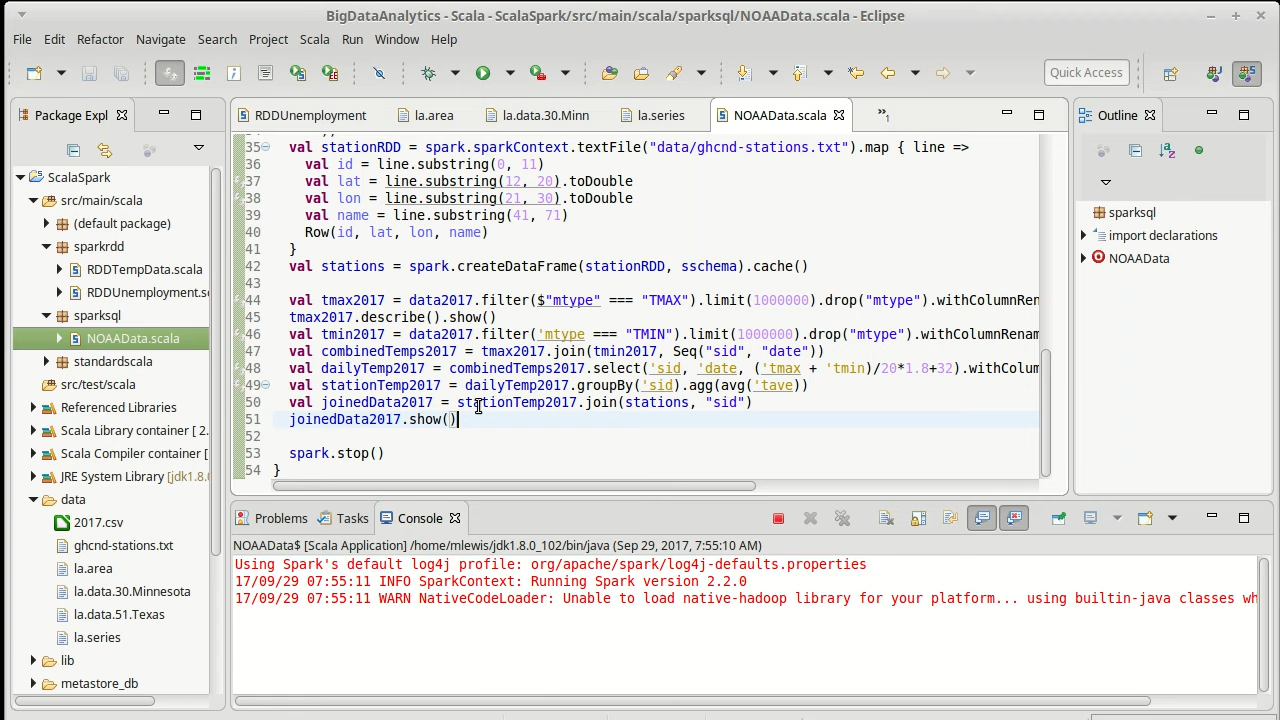 BigDataAnalytics - Scala - ScalaSpark/src/main/scala/sparksql/NOAAData.scala - Eclipse
File Edit Refactor Navigate Search Project Scala Run Window Help
Quick Access
Package Expl
RDDUnemployment la.area la.data.30.Minn la.series NOAAData.scala »1
Outline
ScalaSpark
src/main/scala
(default package)
sparkrdd
RDDTempData.scala
RDDUnemployment.sc
sparksql
NOAAData.scala
standardscala
src/test/scala
Referenced Libraries
Scala Library container [ 2.
Scala Compiler container [
JRE System Library [jdk1.8.0
data
2017.csv
ghcnd-stations.txt
la.area
la.data.30.Minnesota
la.data.51.Texas
la.series
lib
metastore_db
35 val stationRDD = spark.sparkContext.textFile("data/ghcnd-stations.txt").map { line =>
36 val id = line.substring(0, 11)
37 val lat = line.substring(12, 20).toDouble
38 val lon = line.substring(21, 30).toDouble
39 val name = line.substring(41, 71)
40 Row(id, lat, lon, name)
41 }
42 val stations = spark.createDataFrame(stationRDD, sschema).cache()
43
44 val tmax2017 = data2017.filter($"mtype" === "TMAX").limit(1000000).drop("mtype").withColumnRen
45 tmax2017.describe().show()
46 val tmin2017 = data2017.filter('mtype === "TMIN").limit(1000000).drop("mtype").withColumnRenam
47 val combinedTemps2017 = tmax2017.join(tmin2017, Seq("sid", "date"))
48 val dailyTemp2017 = combinedTemps2017.select('sid, 'date, ('tmax + 'tmin)/20*1.8+32).withColum
49 val stationTemp2017 = dailyTemp2017.groupBy('sid).agg(avg('tave))
50 val joinedData2017 = stationTemp2017.join(stations, "sid")
51 joinedData2017.show()
52
53 spark.stop()
54 }
sparksql
import declarations
NOAAData
Problems Tasks Console
NOAAData$ [Scala Application] /home/mlewis/jdk1.8.0_102/bin/java (Sep 29, 2017, 7:55:10 AM)
Using Spark's default log4j profile: org/apache/spark/log4j-defaults.properties
17/09/29 07:55:11 INFO SparkContext: Running Spark version 2.2.0
17/09/29 07:55:11 WARN NativeCodeLoader: Unable to load native-hadoop library for your platform... using builtin-java classes wh